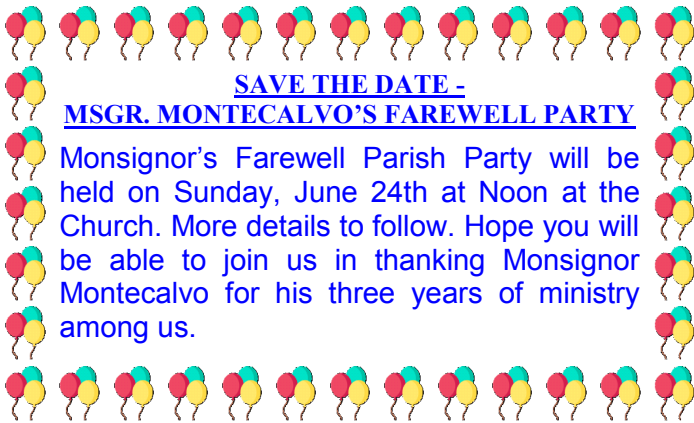 SAVE THE DATE -
MSGR. MONTECALVO’S FAREWELL PARTY
Monsignor’s Farewell Parish Party will be
held on Sunday, June 24th at Noon at the
Church. More details to follow. Hope you will
be able to join us in thanking Monsignor
Montecalvo for his three years of ministry
among us.